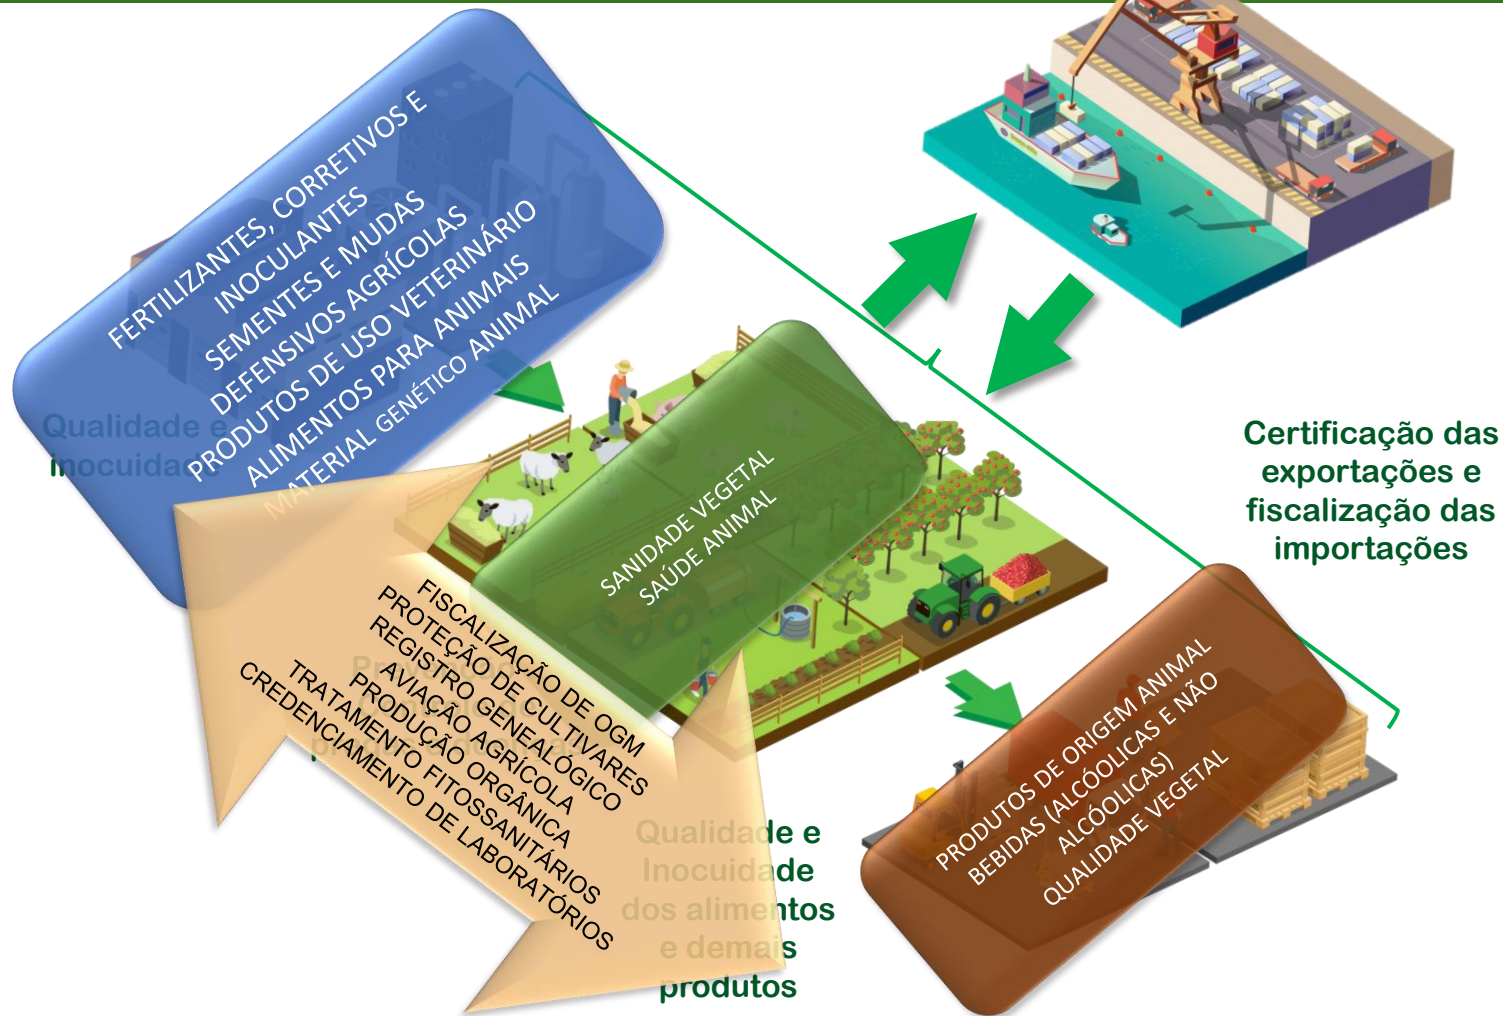 FERTILIZANTES, CORRETIVOS E
INOCULANTES
SEMENTES E MUDAS
DEFENSIVOS AGRÍCOLAS
PRODUTOS DE USO VETERINÁRIO
ALIMENTOS PARA ANIMAIS
MATERIAL GENÉTICO ANIMAL
Qualidade e
inocuidade
SANIDADE VEGETAL
SAÚDE ANIMAL
Certificação das
exportações e
fiscalização das
importações
FISCALIZAÇÃO DE OGM
PROTEÇÃO DE CULTIVARES
REGISTRO GENEALÓGICO
AVIAÇÃO AGRÍCOLA
PRODUÇÃO ORGÂNICA
TRATAMENTO FITOSSANITÁRIOS
CREDENCIAMENTO DE LABORATÓRIOS
PRODUTOS DE ORIGEM ANIMAL
BEBIDAS (ALCÓOLICAS E NÃO
ALCÓOLICAS)
QUALIDADE VEGETAL
Qualidade e
Inocuidade
dos alimentos
e demais
produtos